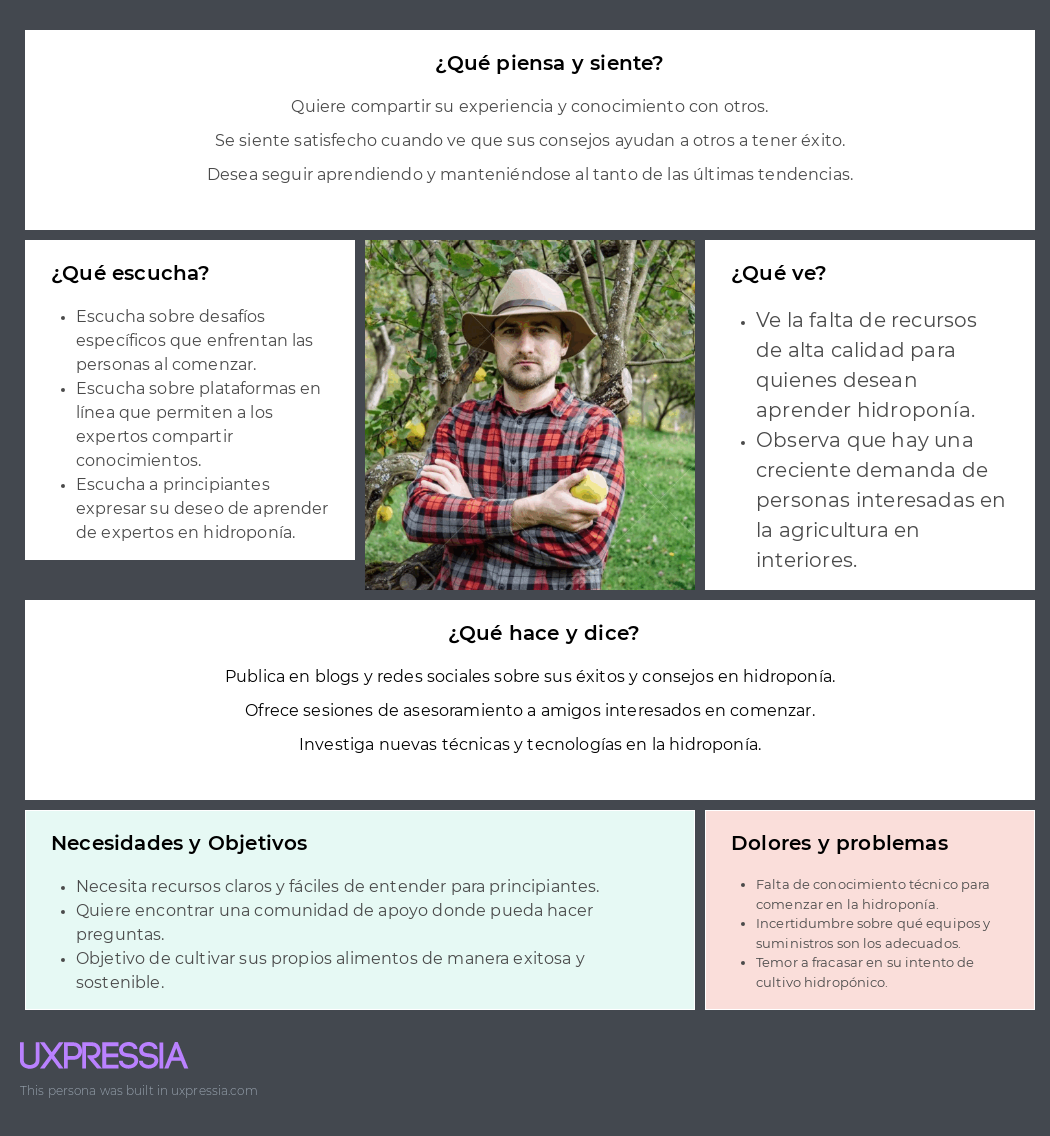 ¿Qué piensa y siente?
Quiere compartir su experiencia y conocimiento con otros.
Se siente satisfecho cuando ve que sus consejos ayudan a otros a tener éxito.
Desea seguir aprendiendo y manteniéndose al tanto de las últimas tendencias.
¿Qué escucha?
• Escucha sobre desafíos
específicos que enfrentan las
personas al comenzar.
• Escucha sobre plataformas en
línea que permiten a los
expertos compartir
conocimientos.
• Escucha a principiantes
expresar su deseo de aprender
de expertos en hidroponía.
¿Qué ve?
• Ve la falta de recursos
de alta calidad para
quienes desean
aprender hidroponía.
• Observa que hay una
creciente demanda de
personas interesadas en
la agricultura en
interiores.
¿Qué hace y dice?
Publica en blogs y redes sociales sobre sus éxitos y consejos en hidroponía.
Ofrece sesiones de asesoramiento a amigos interesados en comenzar.
Investiga nuevas técnicas y tecnologías en la hidroponía.
Necesidades y Objetivos
• Necesita recursos claros y fáciles de entender para principiantes.
• Quiere encontrar una comunidad de apoyo donde pueda hacer
preguntas.
• Objetivo de cultivar sus propios alimentos de manera exitosa y
sostenible.
Dolores y problemas
• Falta de conocimiento técnico para
comenzar en la hidroponía.
• Incertidumbre sobre qué equipos y
suministros son los adecuados.
• Temor a fracasar en su intento de
cultivo hidropónico.
UXPRESSIA
This persona was built in uxpressia.com